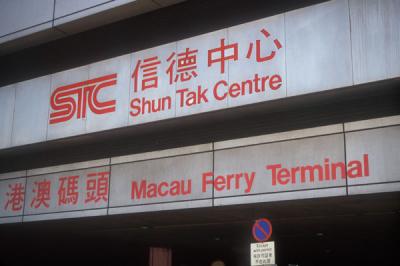 STC 信德中心
Shun Tak Centre
港澳碼頭 Macau Ferry Terminal